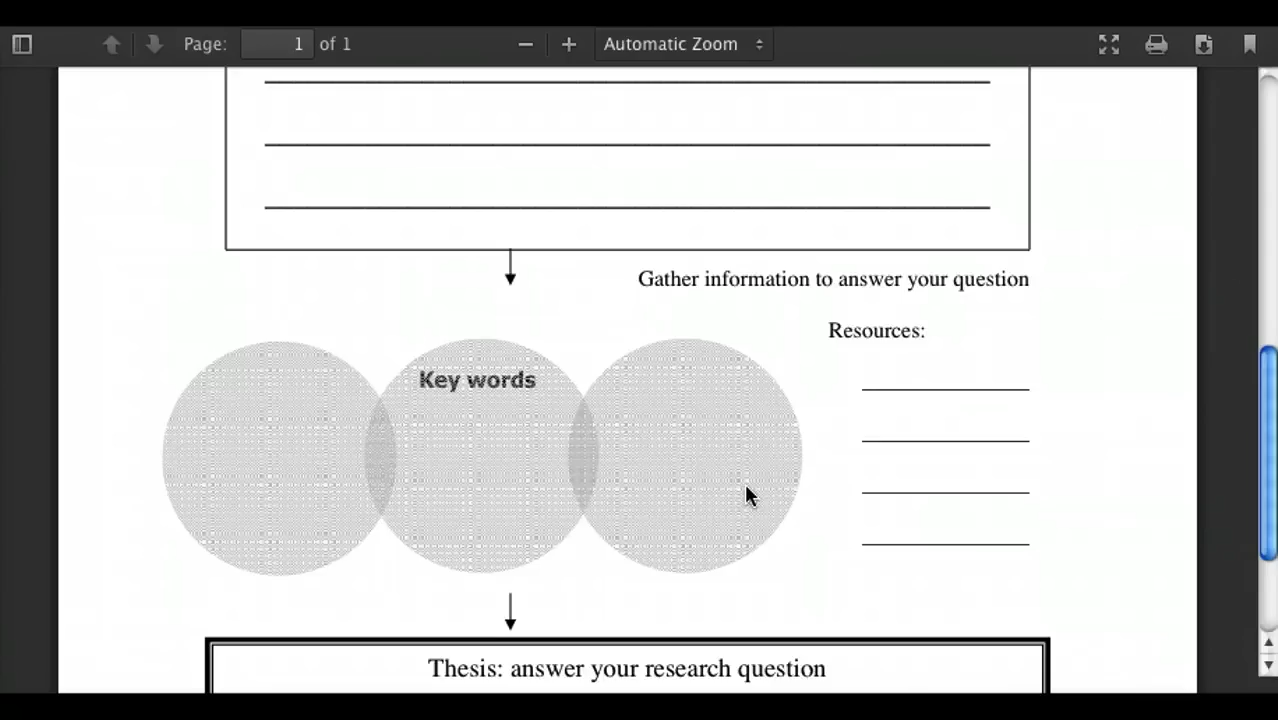 Page: 1 of 1 Automatic Zoom
Gather information to answer your question
Resources:
Key words
Thesis: answer your research question